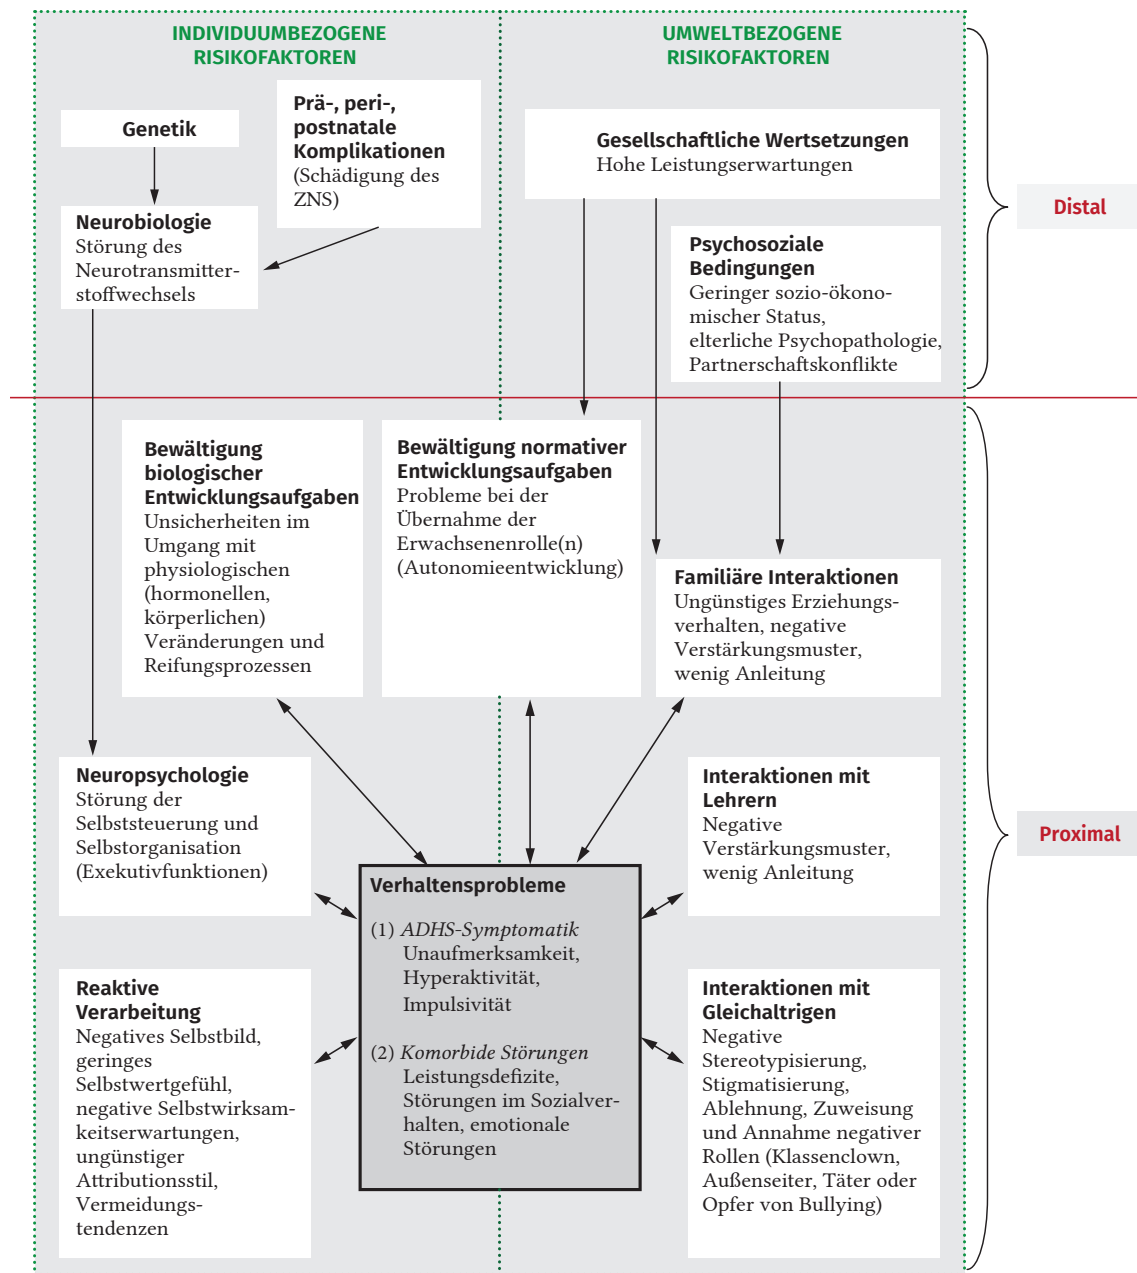 INDIVIDUUMBEZOGENE
RISIKOFAKTOREN
UMWELTBEZOGENE
RISIKOFAKTOREN
Genetik
Prä-, peri-,
postnatale
Komplikationen
(Schädigung des
ZNS)
Gesellschaftliche Wertsetzungen
Hohe Leistungserwartungen
Distal
Neurobiologie
Störung des
Neurotransmitter-
stoffwechsels
Psychosoziale
Bedingungen
Geringer sozio-ökono-
mischer Status,
elterliche Psychopathologie,
Partnerschaftskonflikte
Bewältigung
biologischer
Entwicklungsaufgaben
Unsicherheiten im
Umgang mit
physiologischen
(hormonellen,
körperlichen)
Veränderungen und
Reifungsprozessen
Bewältigung normativer
Entwicklungsaufgaben
Probleme bei der
Übernahme der
Erwachsenenrolle(n)
(Autonomieentwicklung)
Familiäre Interaktionen
Ungünstiges Erziehungs-
verhalten, negative
Verstärkungsmuster,
wenig Anleitung
Neuropsychologie
Störung der
Selbststeuerung und
Selbstorganisation
(Exekutivfunktionen)
Interaktionen mit
Lehrern
Negative
Verstärkungsmuster,
wenig Anleitung
Proximal
Verhaltensprobleme
(1) ADHS-Symptomatik
Unaufmerksamkeit,
Hyperaktivität,
Impulsivität
(2) Komorbide Störungen
Leistungsdefizite,
Störungen im Sozialver-
halten, emotionale
Störungen
Reaktive
Verarbeitung
Negatives Selbstbild,
geringes
Selbstwertgefühl,
negative Selbstwirksam-
keitserwartungen,
ungünstiger
Attributionsstil,
Vermeidungs-
tendenzen
Interaktionen mit
Gleichaltrigen
Negative
Stereotypisierung,
Stigmatisierung,
Ablehnung, Zuweisung
und Annahme negativer
Rollen (Klassenclown,
Außenseiter, Täter oder
Opfer von Bullying)